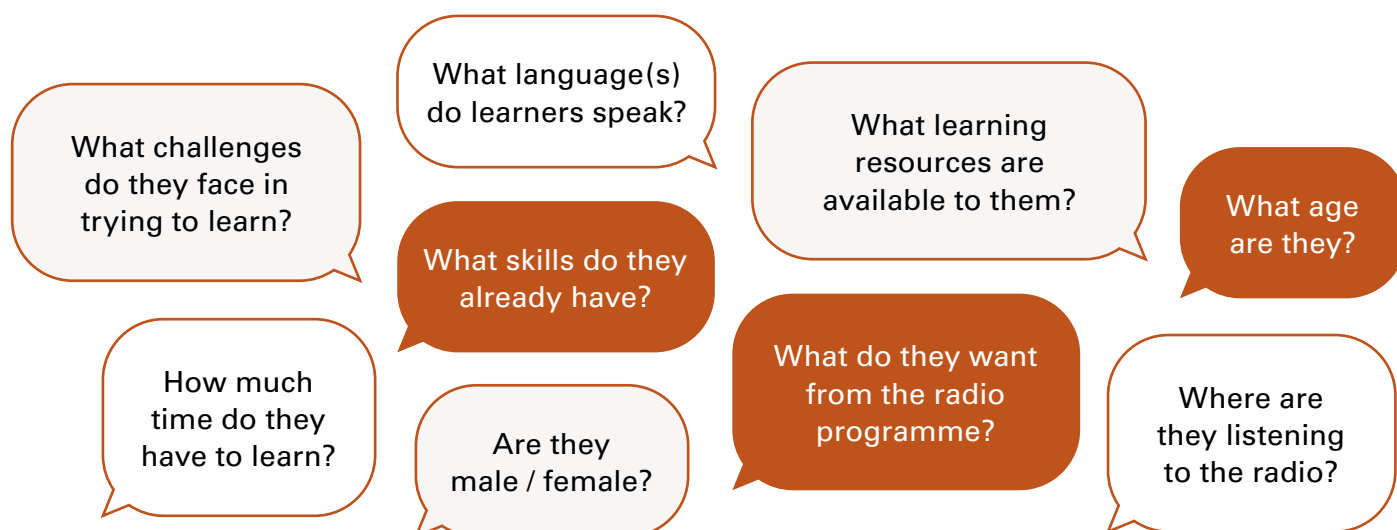 What challenges
do they face in
trying to learn?
What language(s)
do learners speak?
What learning
resources are
available to them?
What age
are they?
What skills do they
already have?
How much
time do they
have to learn?
Are they
male / female?
What do they want
from the radio
programme?
Where are
they listening
to the radio?